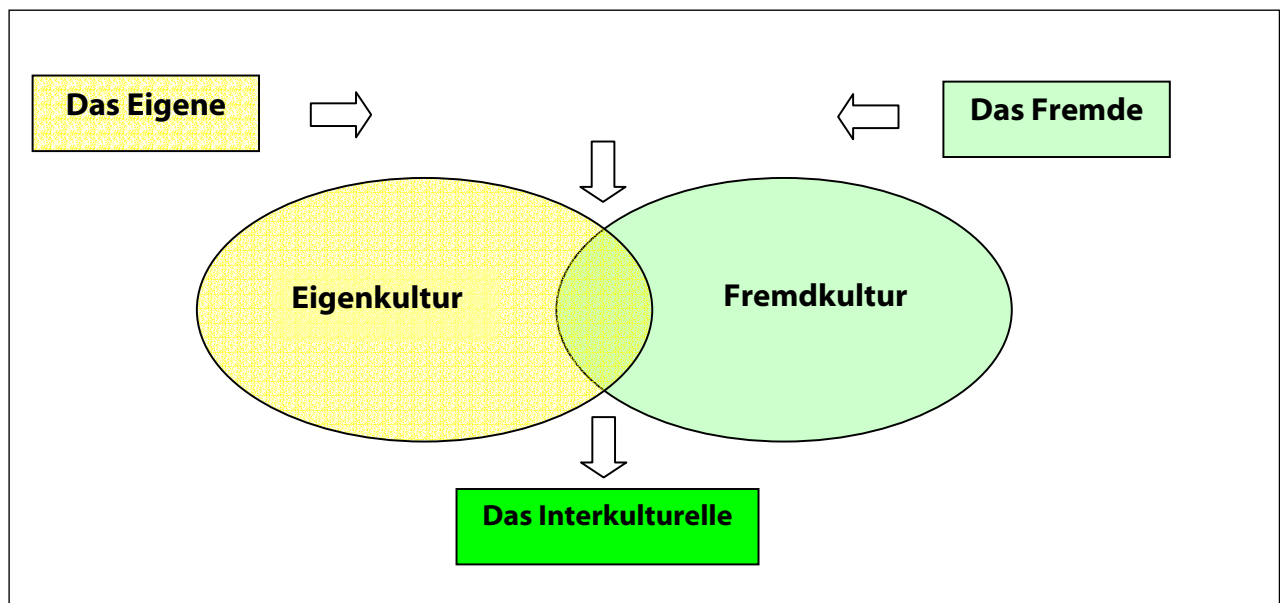 Das Eigene
Das Fremde
Eigenkultur
Fremdkultur
Das Interkulturelle